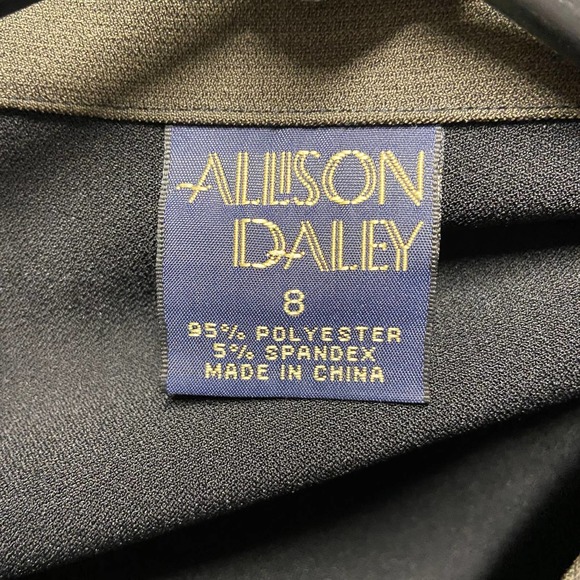 ALLISON
DALEY
8
95% POLYESTER
5% SPANDEX
MADE IN CHINA